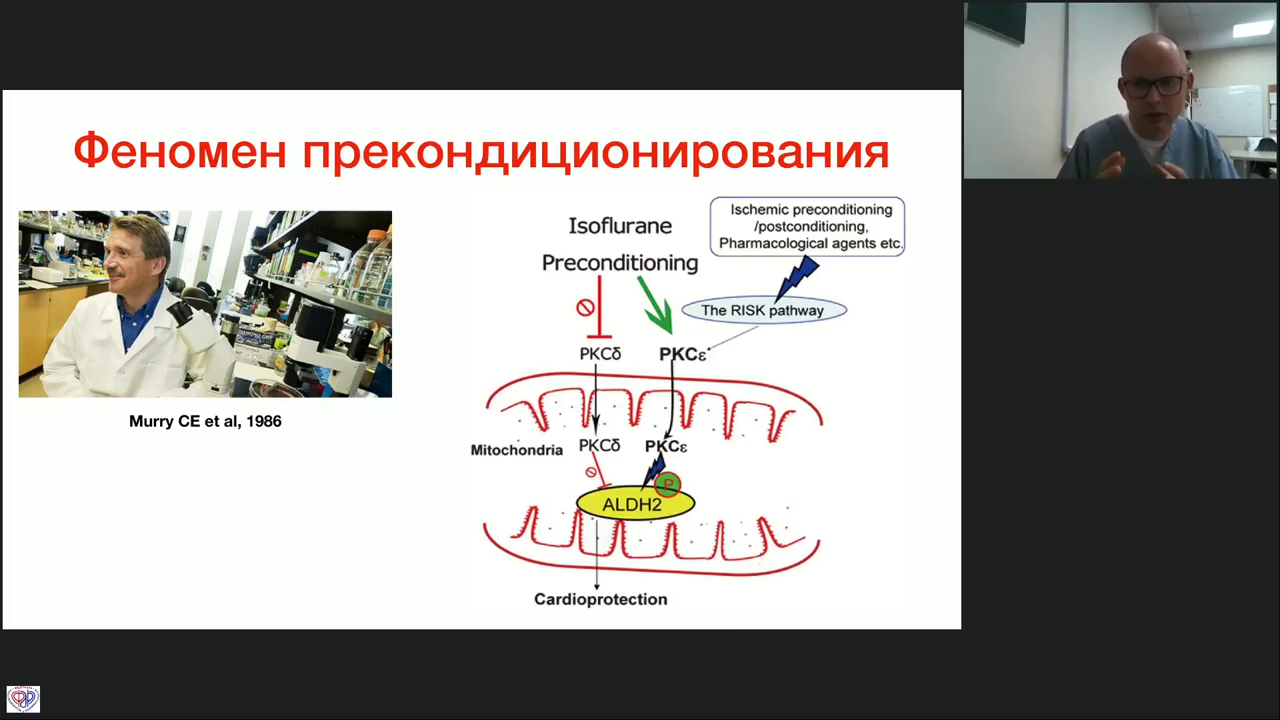 Феномен прекондиционирования
Murry CE et al, 1986
Isoflurane
Preconditioning
Ischemic preconditioning
/postconditioning,
Pharmacological agents etc.
The RISK pathway
PKCδ
PKCε
Mitochondria
PKCδ
PKCε
P
ALDH2
Cardioprotection